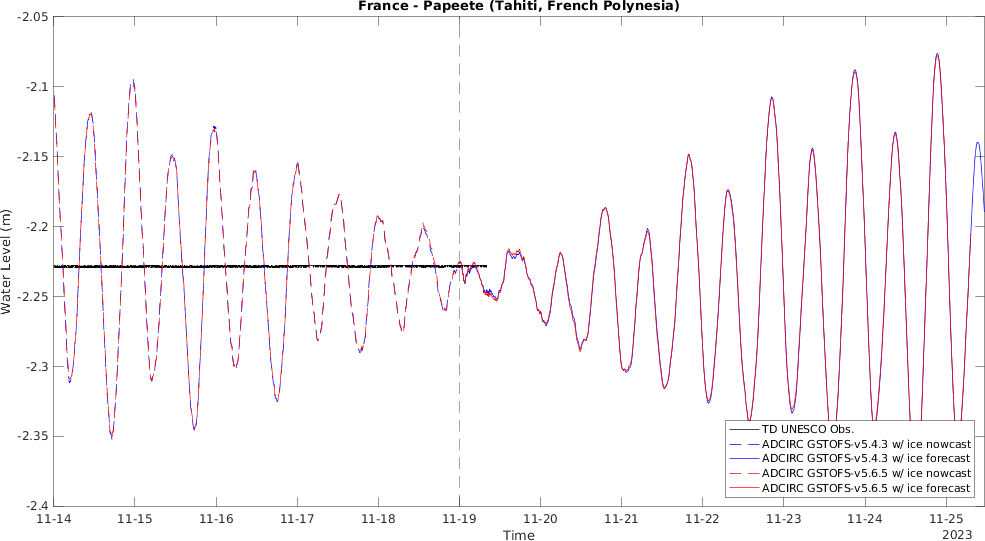 France - Papeete (Tahiti, French Polynesia)
-2.05
-2.1
-2.15
-2.2
-2.25
-2.3
-2.35
-2.4
Water Level (m)
TD UNESCO Obs.
ADCIRC GSTOFS-v5.4.3 w/ ice nowcast
ADCIRC GSTOFS-v5.4.3 w/ ice forecast
ADCIRC GSTOFS-v5.6.5 w/ ice nowcast
ADCIRC GSTOFS-v5.6.5 w/ ice forecast
11-14 11-15 11-16 11-17 11-18 11-19 11-20 11-21 11-22 11-23 11-24 11-25
Time
2023